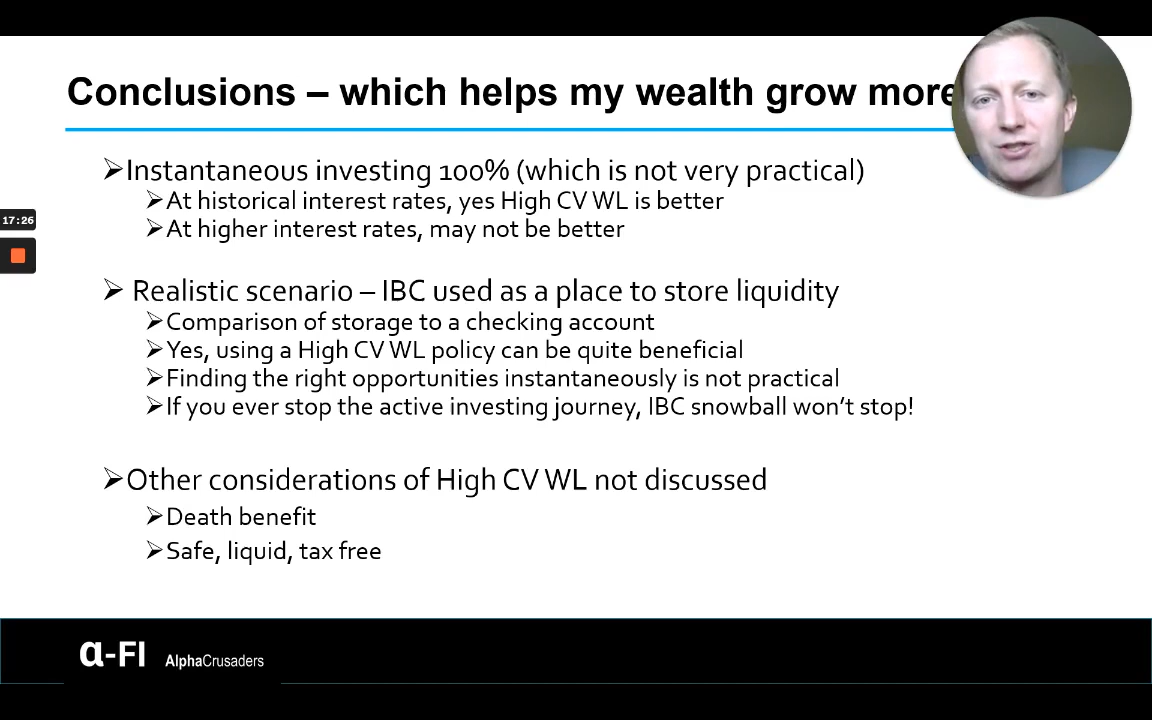 Conclusions – which helps my wealth grow more
17:26
➢Instantaneous investing 100% (which is not very practical)
➢At historical interest rates, yes High CV WL is better
➢At higher interest rates, may not be better
➢ Realistic scenario – IBC used as a place to store liquidity
➢Comparison of storage to a checking account
➢Yes, using a High CV WL policy can be quite beneficial
➢Finding the right opportunities instantaneously is not practical
➢If you ever stop the active investing journey, IBC snowball won't stop!
➢Other considerations of High CV WL not discussed
➢Death benefit
➢Safe, liquid, tax free
α-FI AlphaCrusaders